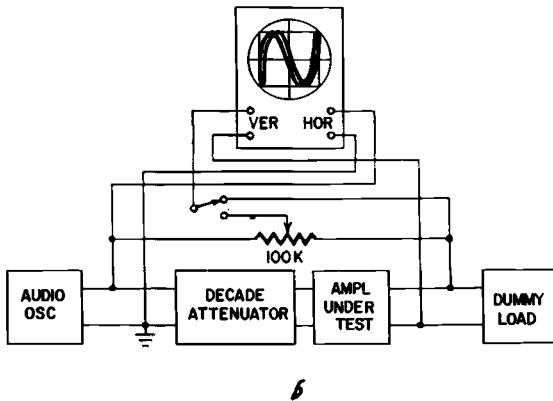 VER HOR
100K
AUDIO
OSC
DECADE
ATTENUATOR
AMPL
UNDER
TEST
DUMMY
LOAD
b